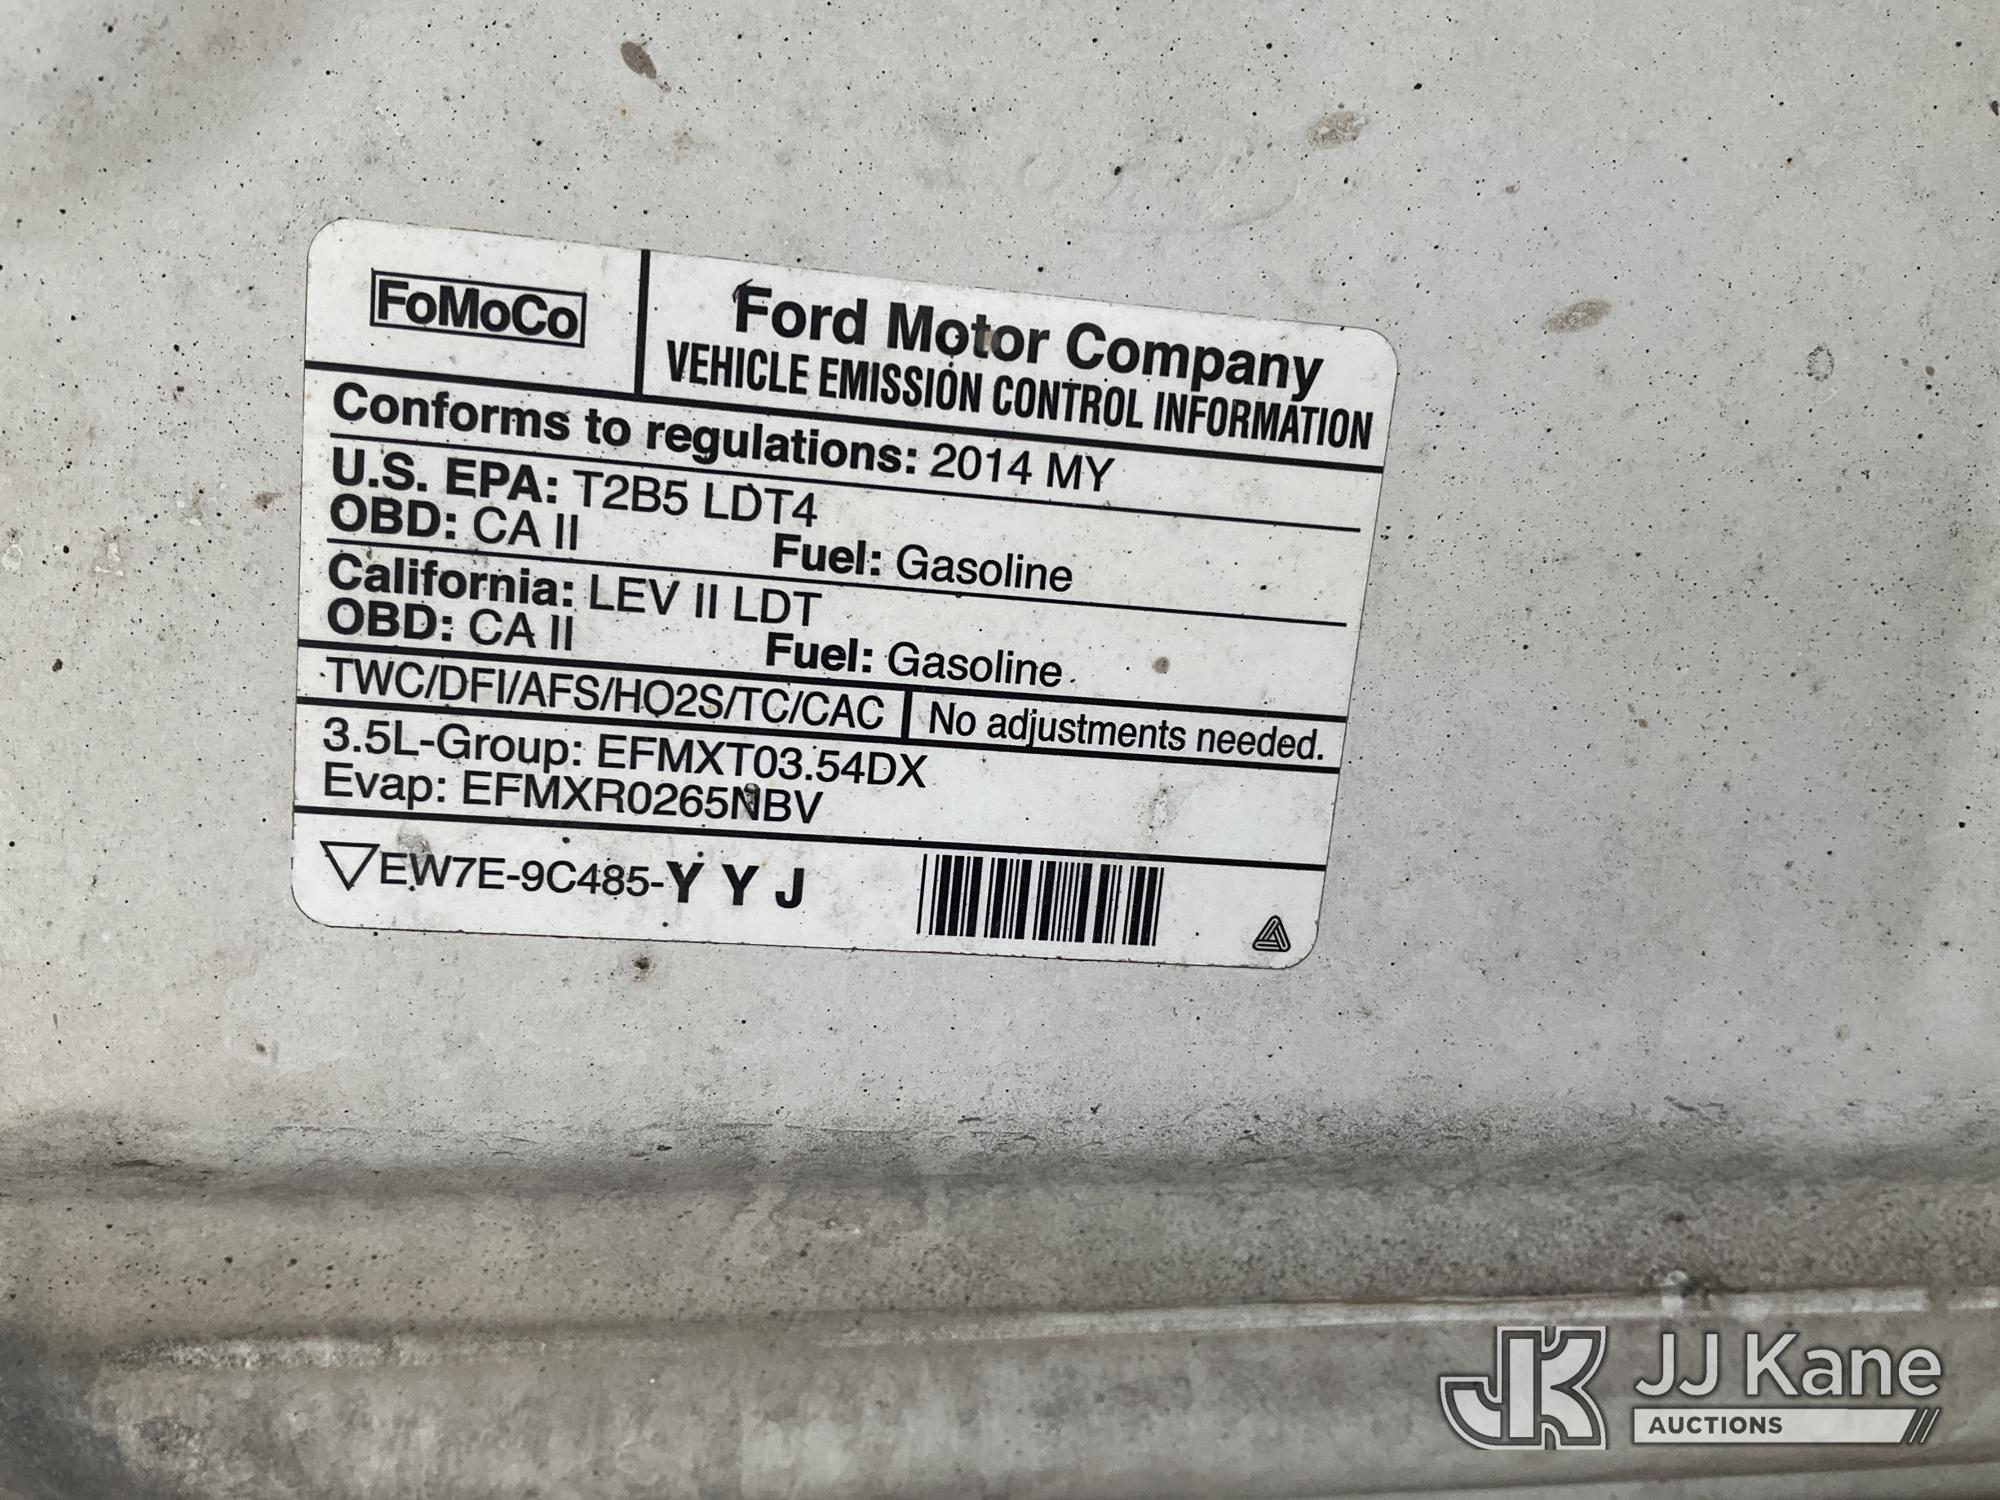 FoMoCo
Ford Motor Company
VEHICLE EMISSION CONTROL INFORMATION
Conforms to regulations: 2014 MY
U.S. EPA: T2B5 LDT4
OBD: CA II Fuel: Gasoline
California: LEV II LDT
OBD: CA II Fuel: Gasoline
TWC/DFI/AFS/HO2S/TC/CAC No adjustments needed.
3.5L-Group: EFMXT03.54DX
Evap: EFMXR0265NBV
EW7E-9C485-Y Y J
JK JJ Kane
AUCTIONS